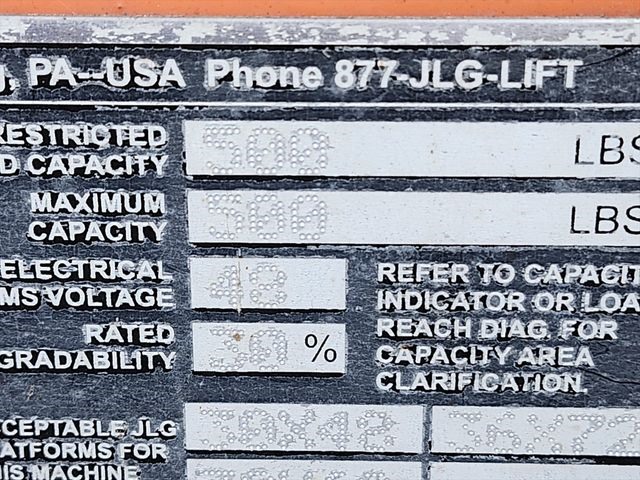 , PA--USA Phone 877-JLG-LIFT
RESTRICTED
D CAPACITY 500 LBS
MAXIMUM
CAPACITY 500 LBS
ELECTRICAL
MS VOLTAGE 48
REFER TO CAPACIT
INDICATOR OR LOA
REACH DIAG. FOR
CAPACITY AREA
CLARIFICATION.
RATED
GRADABILITY 30 %
CEPTABLE JLG
ATFORMS FOR
IS MACHINE
30X48 36X72